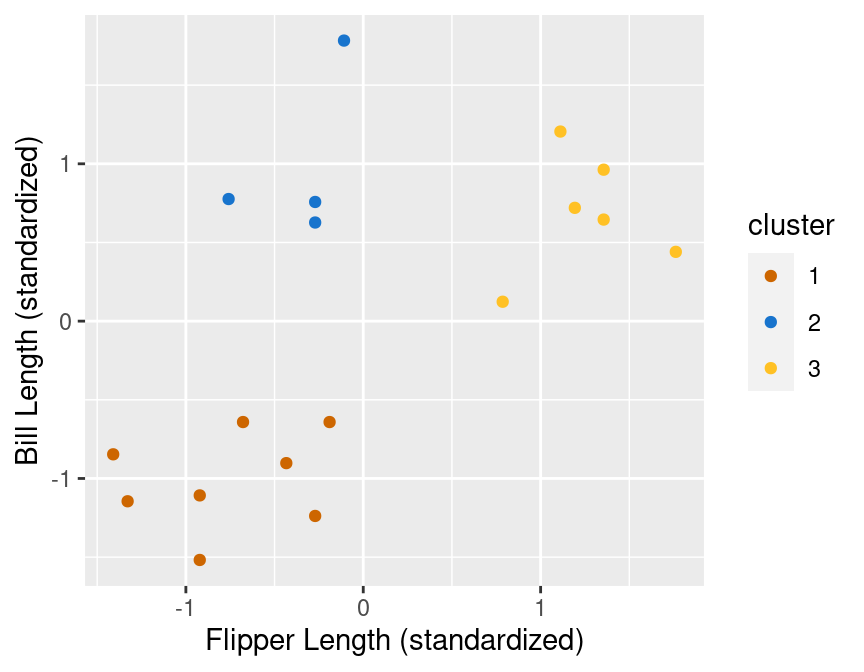 Bill Length (standardized)
1
0
-1
-1 0 1
Flipper Length (standardized)
cluster
1
2
3